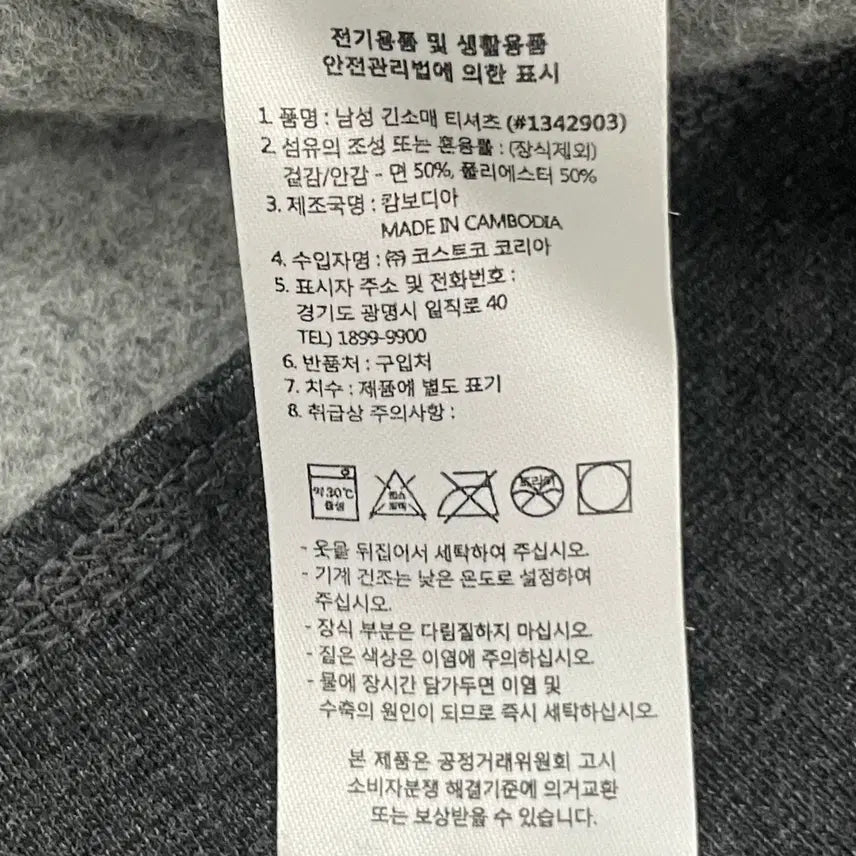 전기용품 및 생활용품
안전관리법에 의한 표시
1. 품명 : 남성 긴소매 티셔츠 (#1342903)
2. 섬유의 조성 또는 혼용률 : (장식제외)
겉감/안감 - 면 50%, 폴리에스터 50%
3. 제조국명 : 캄보디아
MADE IN CAMBODIA
4. 수입자명 : ㈜ 코스트코 코리아
5. 표시자 주소 및 전화번호 :
경기도 광명시 일직로 40
TEL) 1899-9900
6. 반품처 : 구입처
7. 치수 : 제품에 별도 표기
8. 취급상 주의사항 :
약30℃
중성
드라이
- 옷을 뒤집어서 세탁하여 주십시오.
- 기계 건조는 낮은 온도로 설정하여
주십시오.
- 장식 부분은 다림질하지 마십시오.
- 짙은 색상은 이염에 주의하십시오.
- 물에 장시간 담가두면 이염 및
수축의 원인이 되므로 즉시 세탁하십시오.
본 제품은 공정거래위원회 고시
소비자분쟁 해결기준에 의거교환
또는 보상받을 수 있습니다.